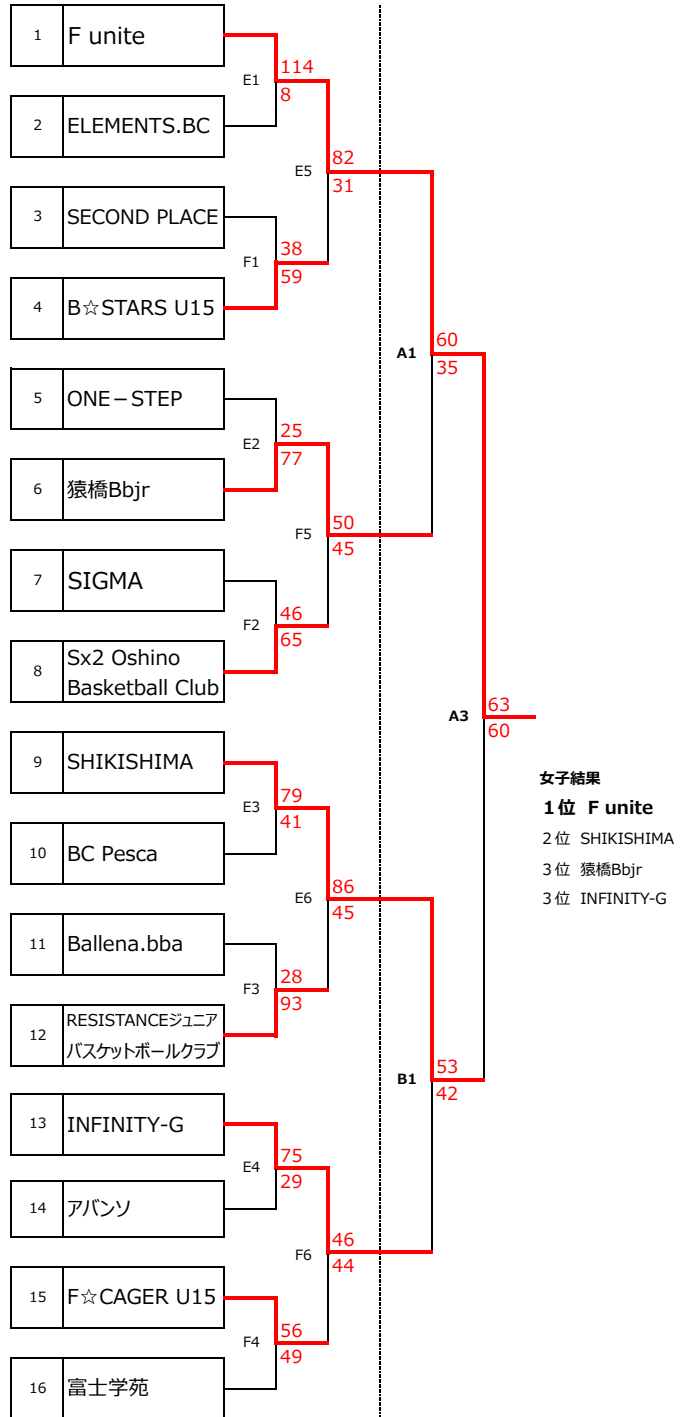 1 F unite
114
E1
8
2 ELEMENTS.BC
82
E5
31
3 SECOND PLACE
38
F1
59
4 B☆STARS U15
60
A1
35
5 ONE－STEP
25
E2
77
6 猿橋Bbjr
50
F5
45
7 SIGMA
46
F2
65
8 Sx2 Oshino
Basketball Club
63
A3
60
9 SHIKISHIMA
79
E3
41
10 BC Pesca
86
E6
45
11 Ballena.bba
28
F3
93
12 RESISTANCEジュニア
バスケットボールクラブ
53
B1
42
13 INFINITY-G
75
E4
29
14 アバンソ
46
F6
44
15 F☆CAGER U15
56
F4
49
16 富士学苑
女子結果
1位 F unite
2位 SHIKISHIMA
3位 猿橋Bbjr
3位 INFINITY-G